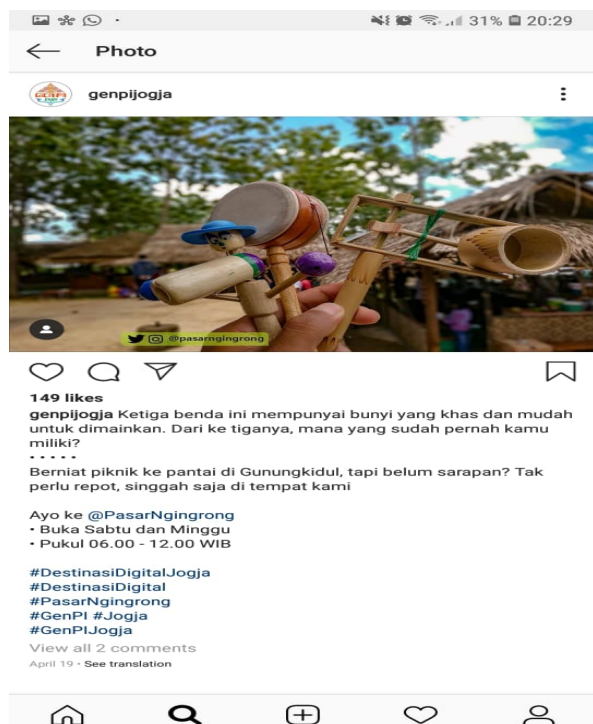 31% 20:29
Photo
genpijogja
@pasarngingrong
149 likes
genpijogja Ketiga benda ini mempunyai bunyi yang khas dan mudah
untuk dimainkan. Dari ke tiganya, mana yang sudah pernah kamu
miliki?
• • • • •
Berniat piknik ke pantai di Gunungkidul, tapi belum sarapan? Tak
perlu repot, singgah saja di tempat kami
Ayo ke @PasarNgingrong
• Buka Sabtu dan Minggu
• Pukul 06.00 - 12.00 WIB
#DestinasiDigitalJogja
#DestinasiDigital
#PasarNgingrong
#GenPI #Jogja
#GenPIJogja
View all 2 comments
April 19 • See translation